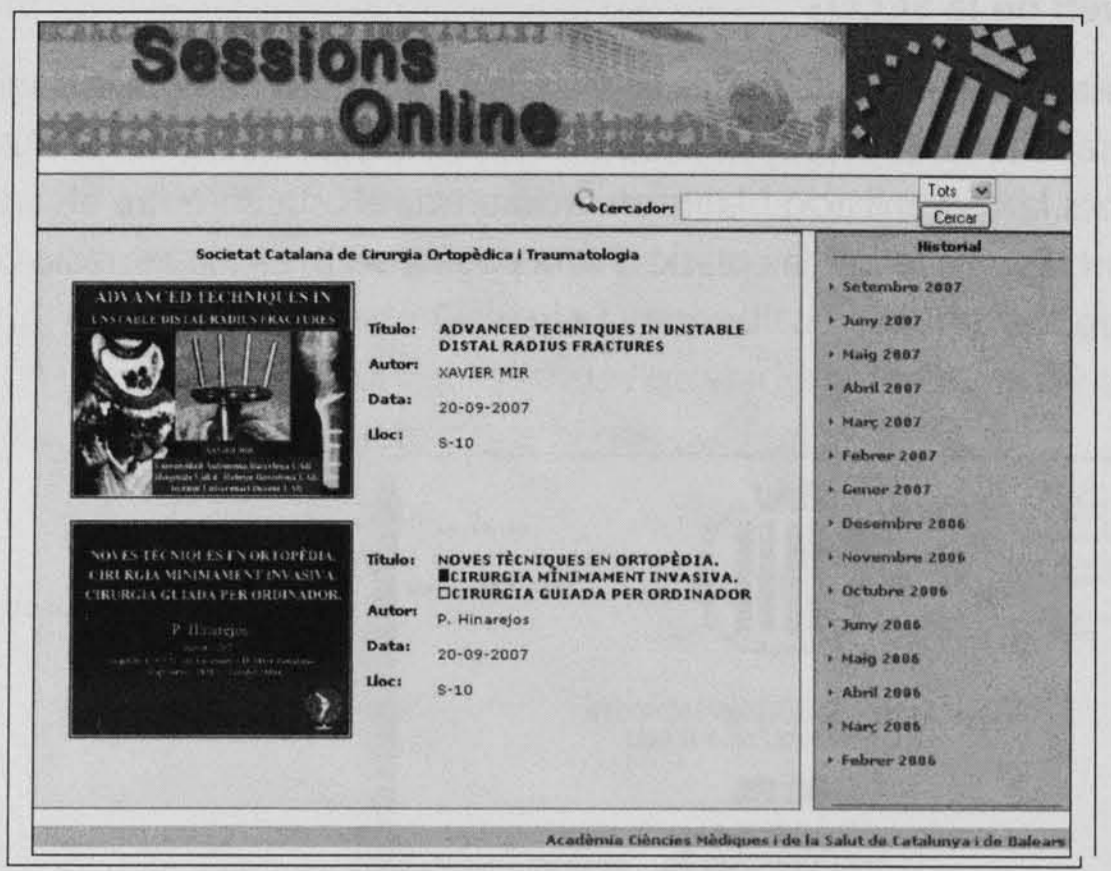 Sessions
Online
Cercador:
Tots
Cercar
Societat Catalana de Cirurgia Ortopèdica i Traumatologia
ADVANCED TECHNIQUES IN
UNSTABLE DISTAL RADIUS FRACTURES
XAVIER MIR
Título: ADVANCED TECHNIQUES IN UNSTABLE
DISTAL RADIUS FRACTURES
Autor: XAVIER MIR
Data: 20-09-2007
Lloc: S-10
NOVES TÈCNIQUES EN ORTOPÈDIA.
CIRURGIA MINIMAMENT INVASIVA.
CIRURGIA GUIADA PER ORDINADOR.
P. Hinarejos
Título: NOVES TÈCNIQUES EN ORTOPÈDIA.
■CIRURGIA MÍNIMAMENT INVASIVA.
□CIRURGIA GUIADA PER ORDINADOR
Autor: P. Hinarejos
Data: 20-09-2007
Lloc: S-10
Historial
Setembre 2007
Juny 2007
Maig 2007
Abril 2007
Març 2007
Febrer 2007
Gener 2007
Desembre 2006
Novembre 2006
Octubre 2006
Juny 2006
Maig 2006
Abril 2006
Març 2006
Febrer 2006
Acadèmia Ciències Mèdiques i de la Salut de Catalunya i de Balears